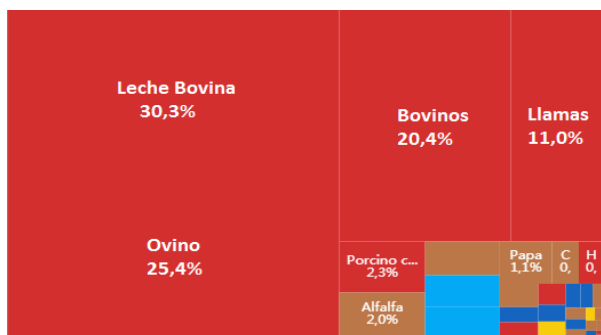 Leche Bovina
30,3%
Ovino
25,4%
Bovinos
20,4%
Llamas
11,0%
Porcino c...
2,3%
Alfalfa
2,0%
Papa
1,1%
C
0,
H
0,